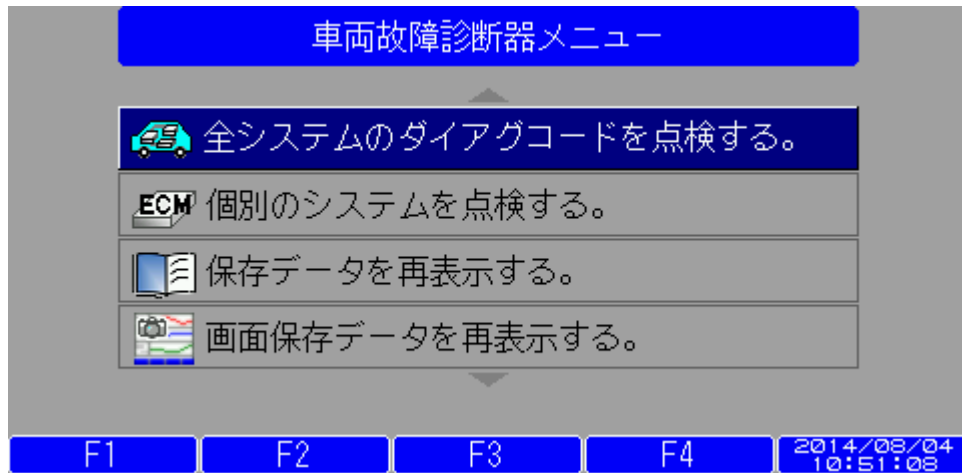 車両故障診断器メニュー
全システムのダイアグコードを点検する。
ECM 個別のシステムを点検する。
保存データを再表示する。
画面保存データを再表示する。
F1 F2 F3 F4 2014/08/04
10:51:08